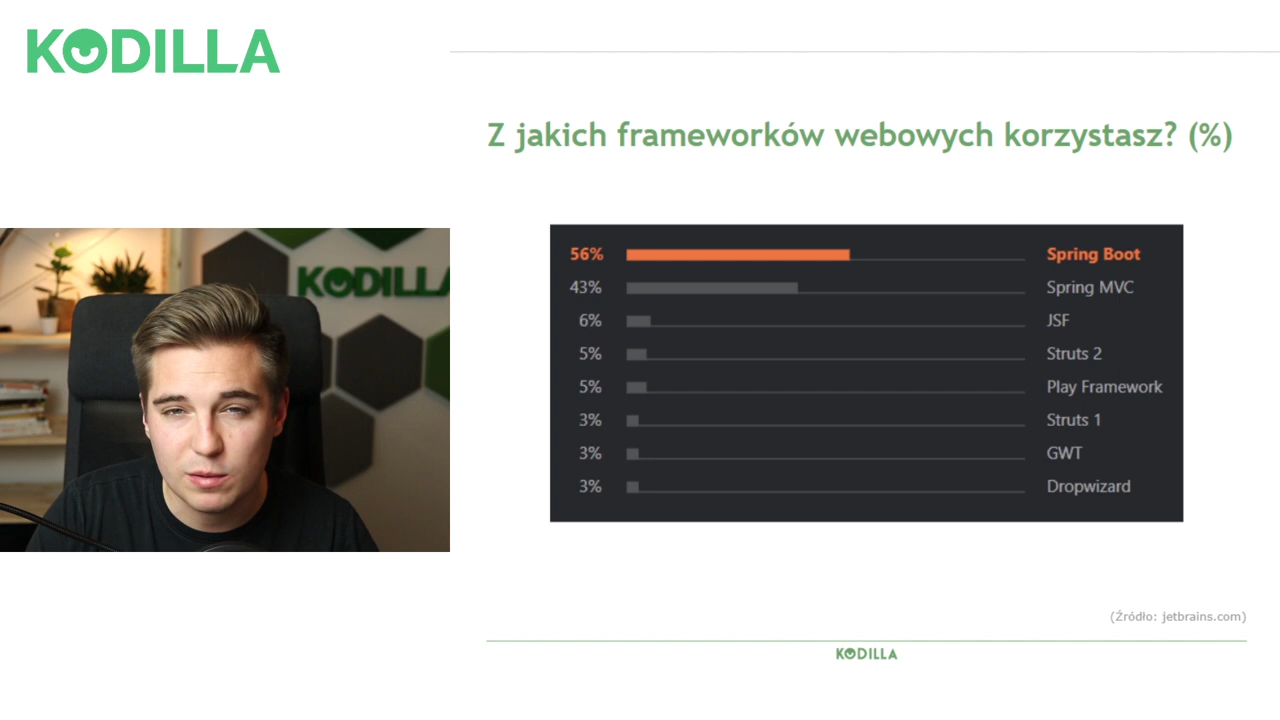 KODILLA
Z jakich frameworków webowych korzystasz? (%)
KODILLA
56% Spring Boot
43% Spring MVC
6% JSF
5% Struts 2
5% Play Framework
3% Struts 1
3% GWT
3% Dropwizard
(Źródło: jetbrains.com)
KODILLA